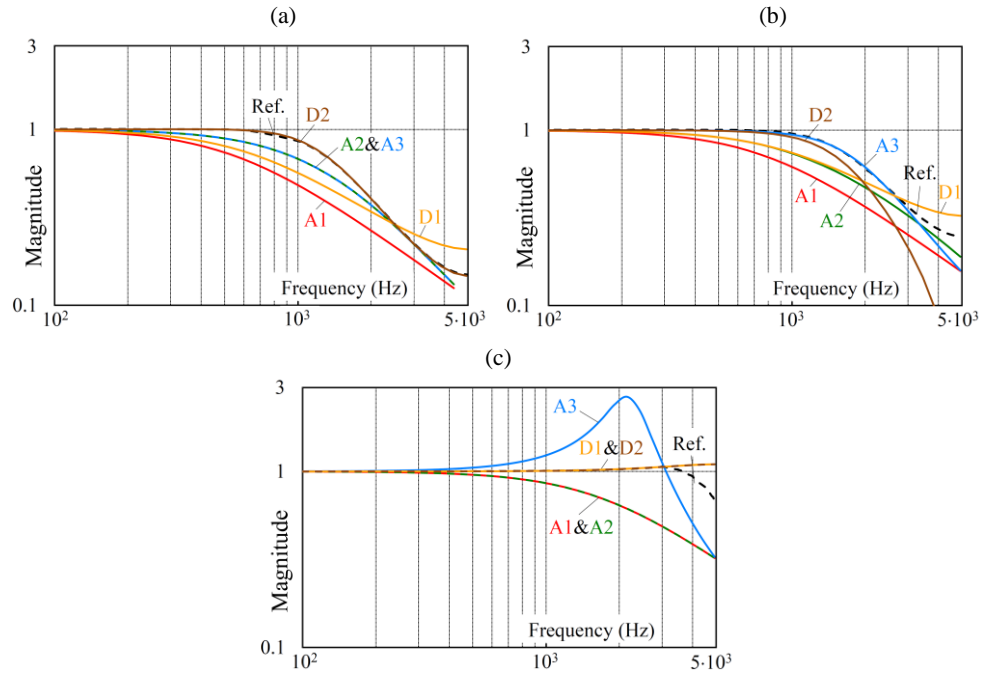 (a)
3
1
0.1
Magnitude
Ref.
D2
A2&A3
D1
A1
Frequency (Hz)
10²
10³
5·10³
(b)
3
1
0.1
Magnitude
D2
A3
Ref.
D1
A1
A2
Frequency (Hz)
10²
10³
5·10³
(c)
3
1
0.1
Magnitude
A3
D1&D2
Ref.
A1&A2
Frequency (Hz)
10²
10³
5·10³